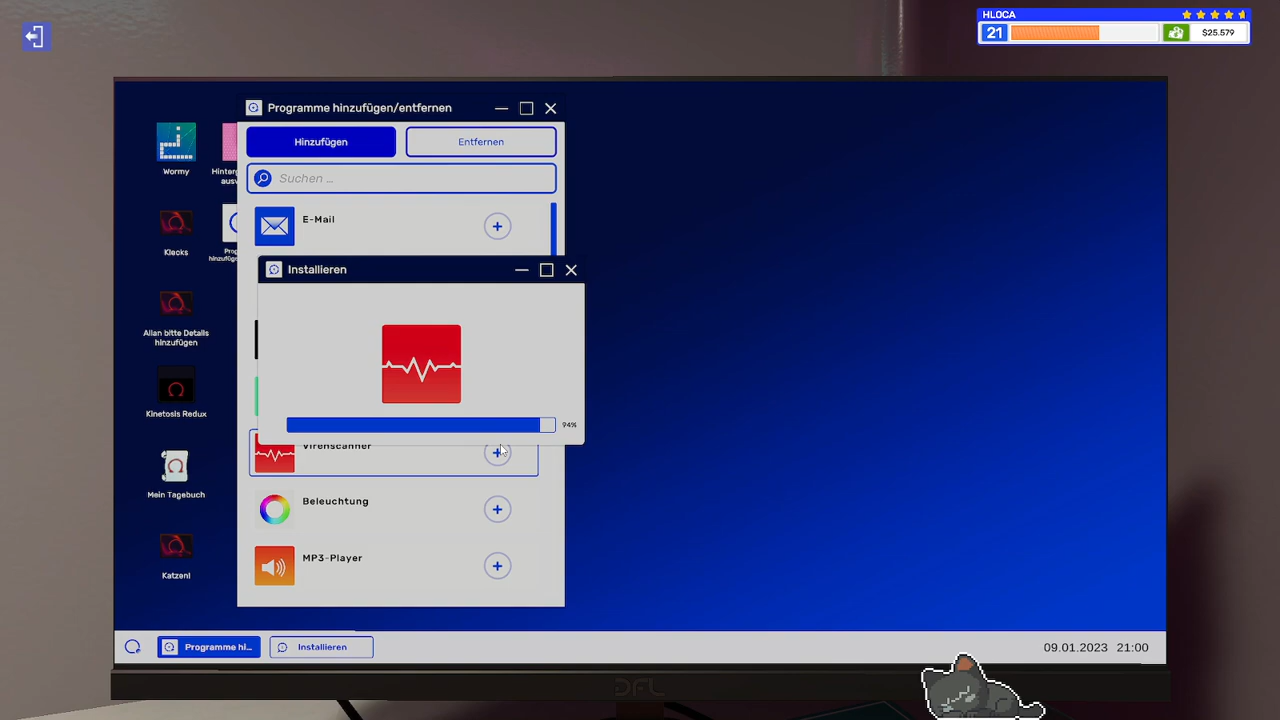 HLOCA
21
$25.579
Programme hinzufügen/entfernen
Hinzufügen
Entfernen
Suchen ...
E-Mail
Installieren
94%
Virenscanner
Beleuchtung
MP3-Player
Wormy
Klecks
Allan bitte Details
hinzufügen
Kinetosis Redux
Mein Tagebuch
Katzen!
Programme hi...
Installieren
09.01.2023 21:00
DFL